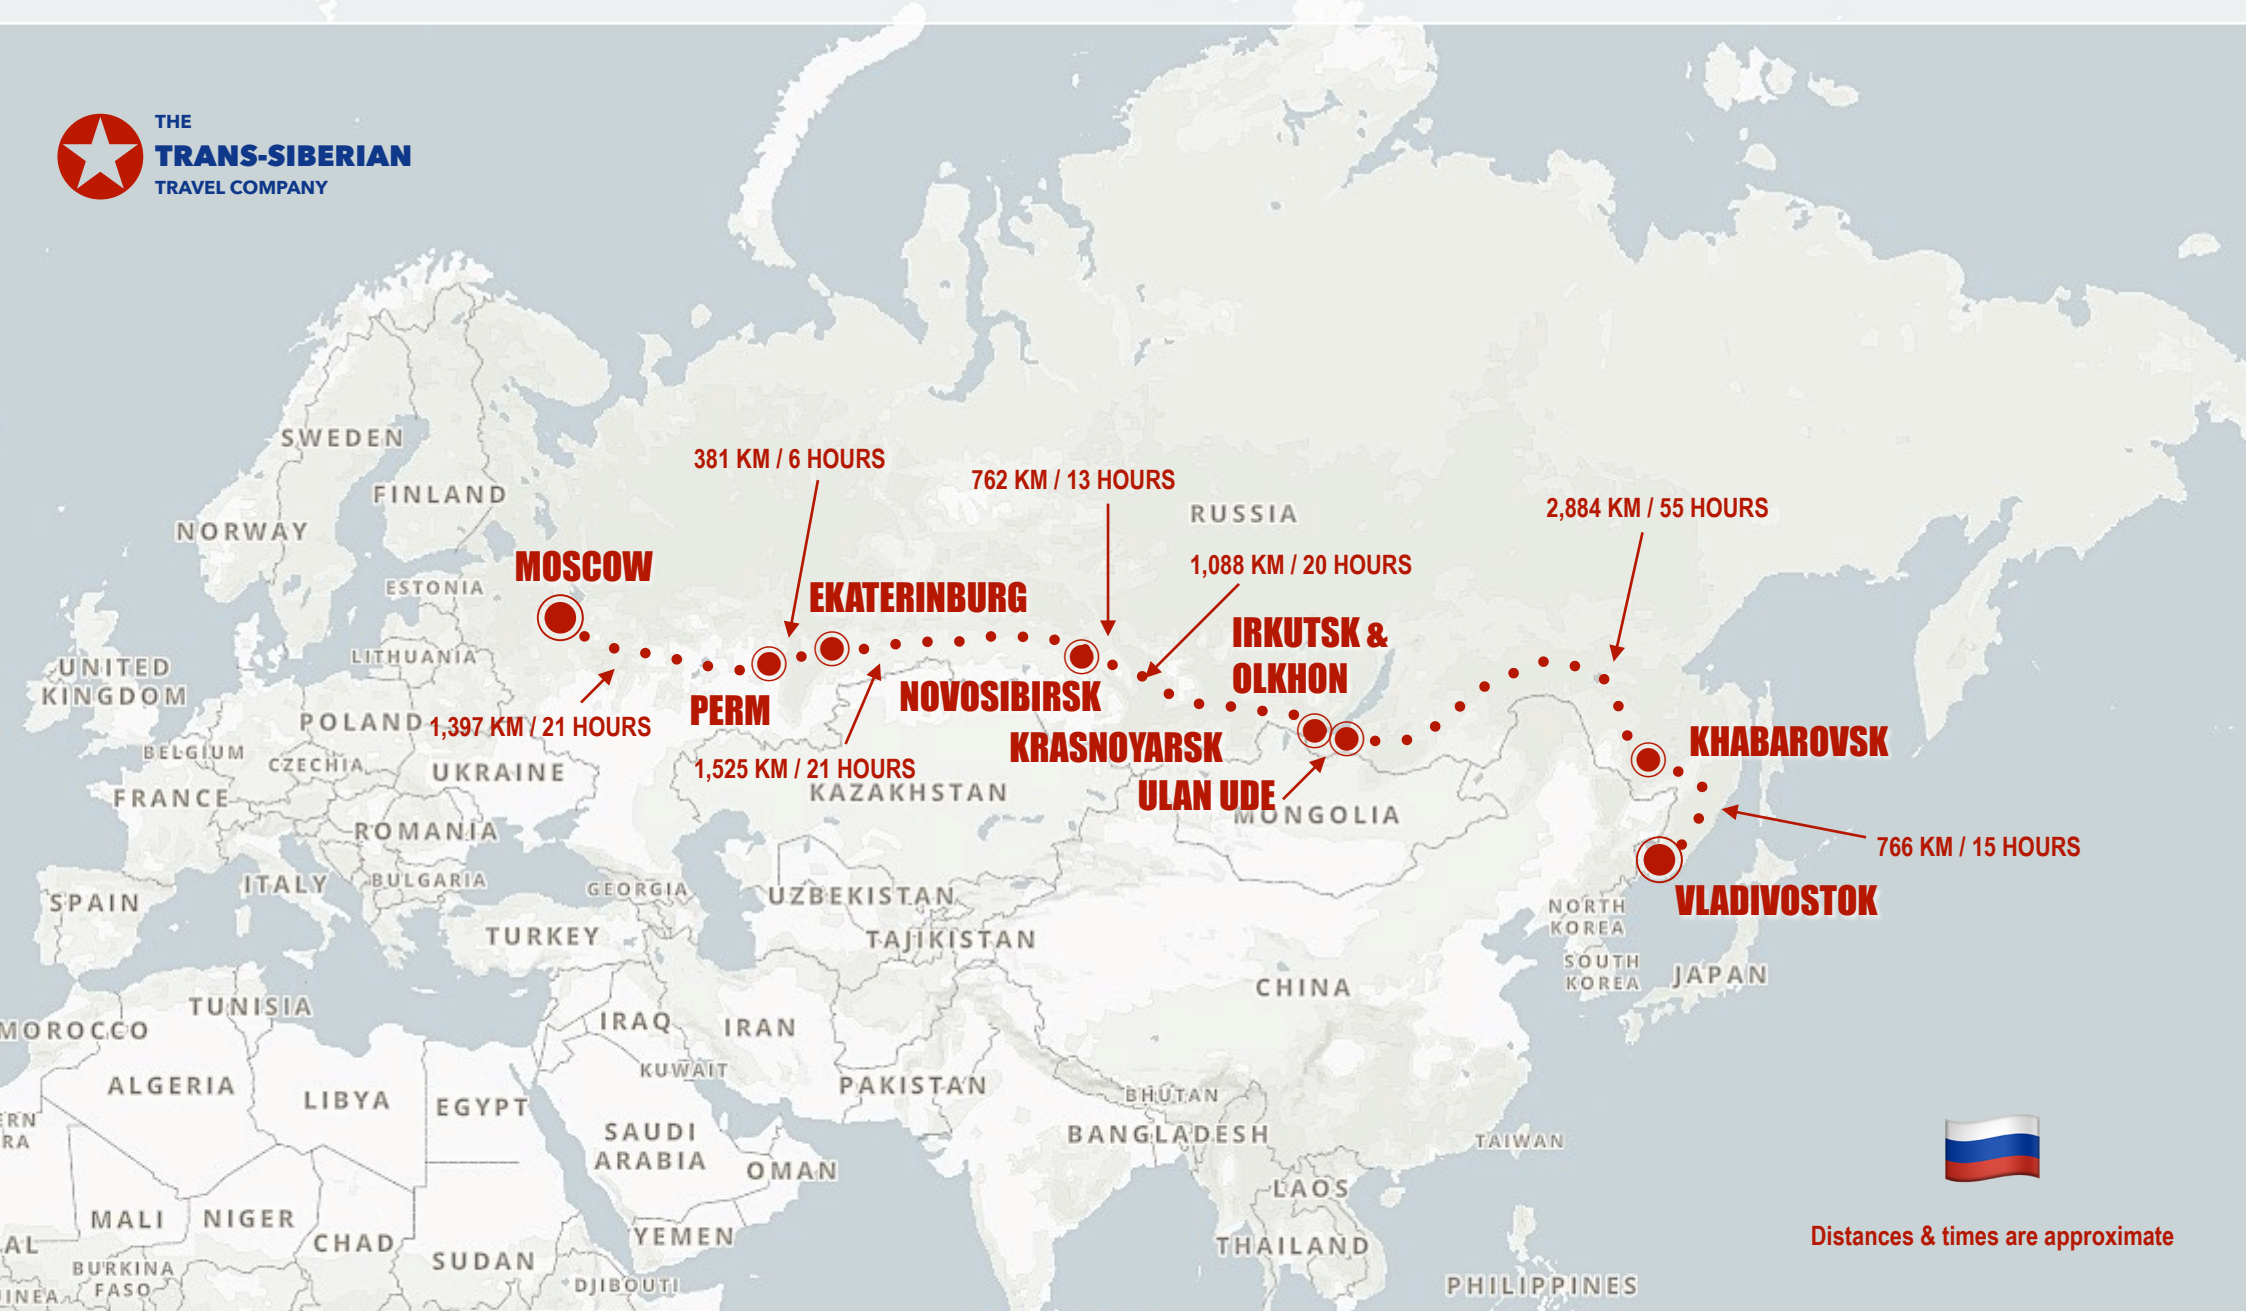 THE
TRANS-SIBERIAN
TRAVEL COMPANY
SWEDEN
381 KM / 6 HOURS
762 KM / 13 HOURS
FINLAND
RUSSIA
2,884 KM / 55 HOURS
NORWAY
MOSCOW
1,088 KM / 20 HOURS
ESTONIA
EKATERINBURG
IRKUTSK &
OLKHON
LITHUANIA
UNITED
KINGDOM
PERM
NOVOSIBIRSK
POLAND
1,397 KM / 21 HOURS
KHABAROVSK
BELGIUM
CZECHIA
KRASNOYARSK
UKRAINE
1,525 KM / 21 HOURS
KAZAKHSTAN
ULAN UDE
FRANCE
MONGOLIA
ROMANIA
766 KM / 15 HOURS
ITALY
BULGARIA
GEORGIA
SPAIN
UZBEKISTAN
VLADIVOSTOK
NORTH
KOREA
TURKEY
TAJIKISTAN
SOUTH
KOREA
JAPAN
CHINA
TUNISIA
MOROCCO
IRAQ
IRAN
KUWAIT
ALGERIA
LIBYA
EGYPT
PAKISTAN
BHUTAN
ERN
RA
SAUDI
ARABIA
BANGLADESH
TAIWAN
OMAN
LAOS
MALI
NIGER
CHAD
YEMEN
AL
THAILAND
Distances & times are approximate
SUDAN
BURKINA
FASO
DJIBOUTI
PHILIPPINES
INEA